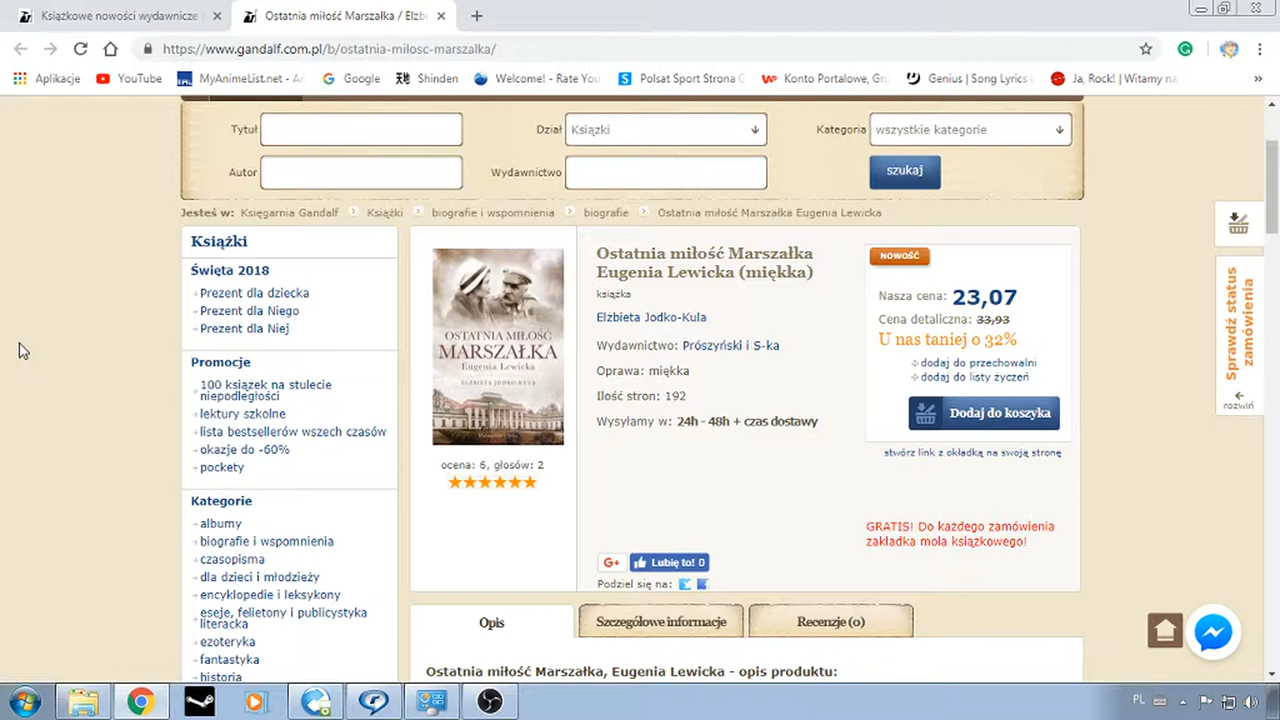 Książkowe nowości wydawnicze
Ostatnia miłość Marszałka / Elżbi
https://www.gandalf.com.pl/b/ostatnia-milosc-marszalka/
Aplikacje
YouTube
MyAnimeList.net - An
Google
Shinden
Welcome! - Rate You
Polsat Sport Strona G
Konto Portalowe, Gr
Genius | Song Lyrics
Ja, Rock! | Witamy na
»
Tytuł
Dział
Książki
Kategoria
wszystkie kategorie
Autor
Wydawnictwo
szukaj
Jesteś w: Księgarnia Gandalf
Książki
biografie i wspomnienia
biografie
Ostatnia miłość Marszałka Eugenia Lewicka
Książki
Święta 2018
Prezent dla dziecka
Prezent dla Niego
Prezent dla Niej
Promocje
100 książek na stulecie
niepodległości
lektury szkolne
lista bestsellerów wszech czasów
okazje do -60%
pockety
Kategorie
albumy
biografie i wspomnienia
czasopisma
dla dzieci i młodzieży
encyklopedie i leksykony
eseje, felietony i publicystyka
literacka
ezoteryka
fantastyka
historia
OSTATNIA MIŁOŚĆ
MARSZAŁKA
Eugenia Lewicka
ELŻBIETA JODKO-KULA
ocena: 6, głosów: 2
Ostatnia miłość Marszałka
Eugenia Lewicka (miękka)
książka
Elżbieta Jodko-Kula
Wydawnictwo: Prószyński i S-ka
Oprawa: miękka
Ilość stron: 192
Wysyłamy w: 24h - 48h + czas dostawy
G+
Lubię to! 0
Podziel się na:
NOWOŚĆ
Nasza cena: 23,07
Cena detaliczna: 33,93
U nas taniej o 32%
dodaj do przechowalni
dodaj do listy życzeń
Dodaj do koszyka
stwórz link z okładką na swoją stronę
GRATIS! Do każdego zamówienia
zakładka mola książkowego!
Sprawdź status
zamówienia
rozwiń
Opis
Szczegółowe informacje
Recenzje (0)
Ostatnia miłość Marszałka, Eugenia Lewicka - opis produktu:
PL